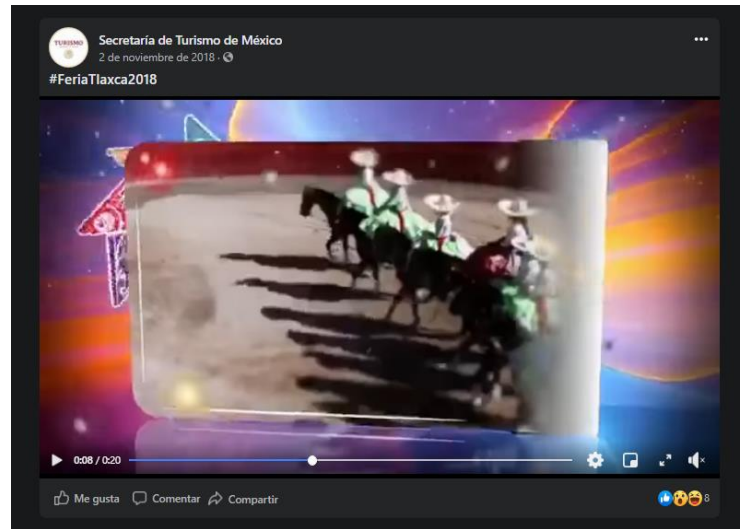 TURISMO
Secretaría de Turismo de México
2 de noviembre de 2018 ·
#FeriaTlaxca2018
0:08 / 0:20
Me gusta Comentar Compartir
8